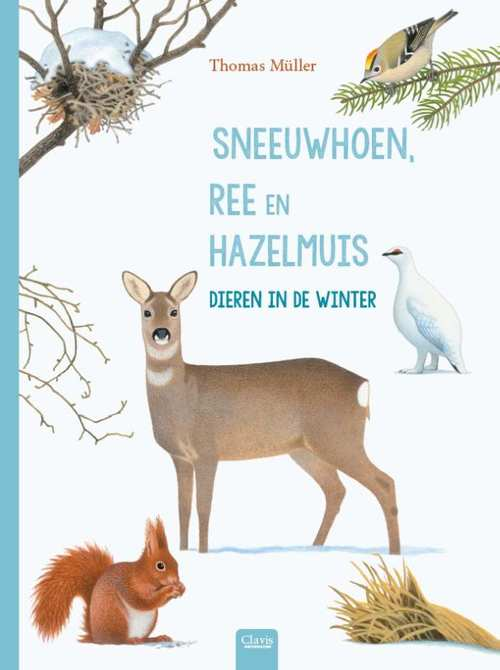 Thomas Müller
SNEEUWHOEN,
REE EN
HAZELMUIS
DIEREN IN DE WINTER
Clavis